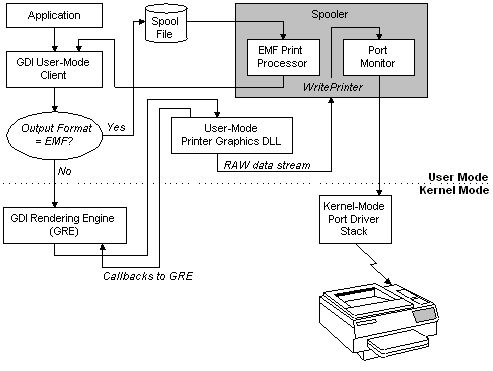 Application
Spool
File
Spooler
GDI User-Mode
Client
EMF Print
Processor
Port
Monitor
WritePrinter
Output Format
= EMF?
Yes
User-Mode
Printer Graphics DLL
No
RAW data stream
User Mode
Kernel Mode
GDI Rendering Engine
(GRE)
Kernel-Mode
Port Driver
Stack
Callbacks to GRE